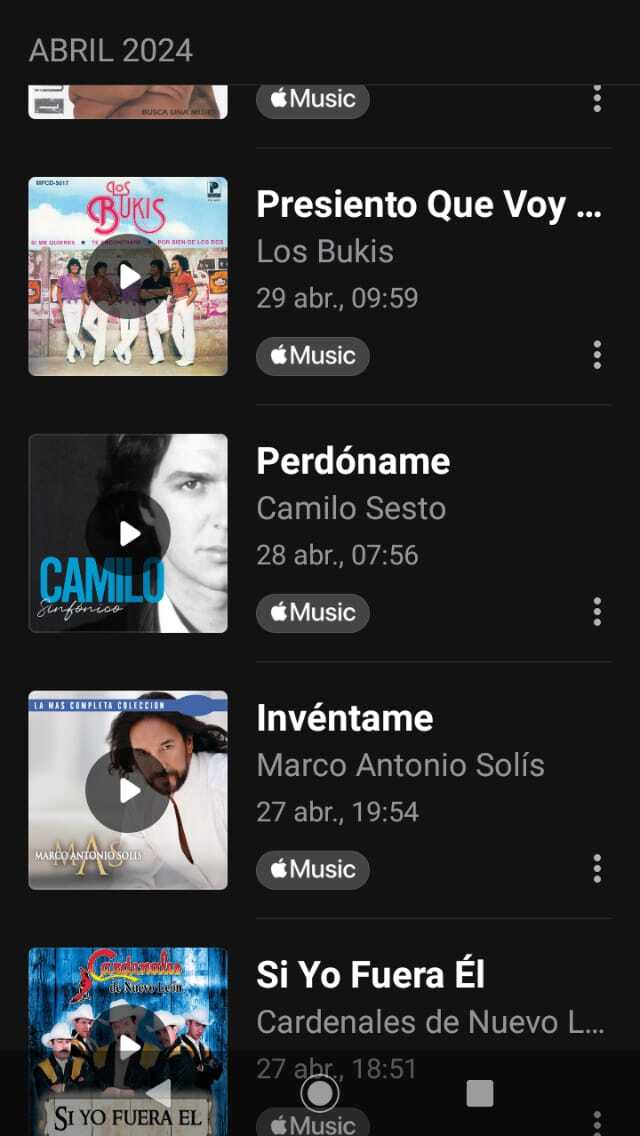 ABRIL 2024
BUSCA UNA MUJER
Music
MPCD-5017
LOS
BUKIS
SI ME QUIERES ★ TE ENCONTRARE ★ POR BIEN DE LOS DOS
Presiento Que Voy ...
Los Bukis
29 abr., 09:59
Music
CAMILO
Sinfónico
Perdóname
Camilo Sesto
28 abr., 07:56
Music
LA MAS COMPLETA COLECCION
MAS
MARCO ANTONIO SOLIS
Invéntame
Marco Antonio Solís
27 abr., 19:54
Music
Cardenales
de Nuevo León
SI YO FUERA EL
Si Yo Fuera Él
Cardenales de Nuevo L...
27 abr., 18:51
Music